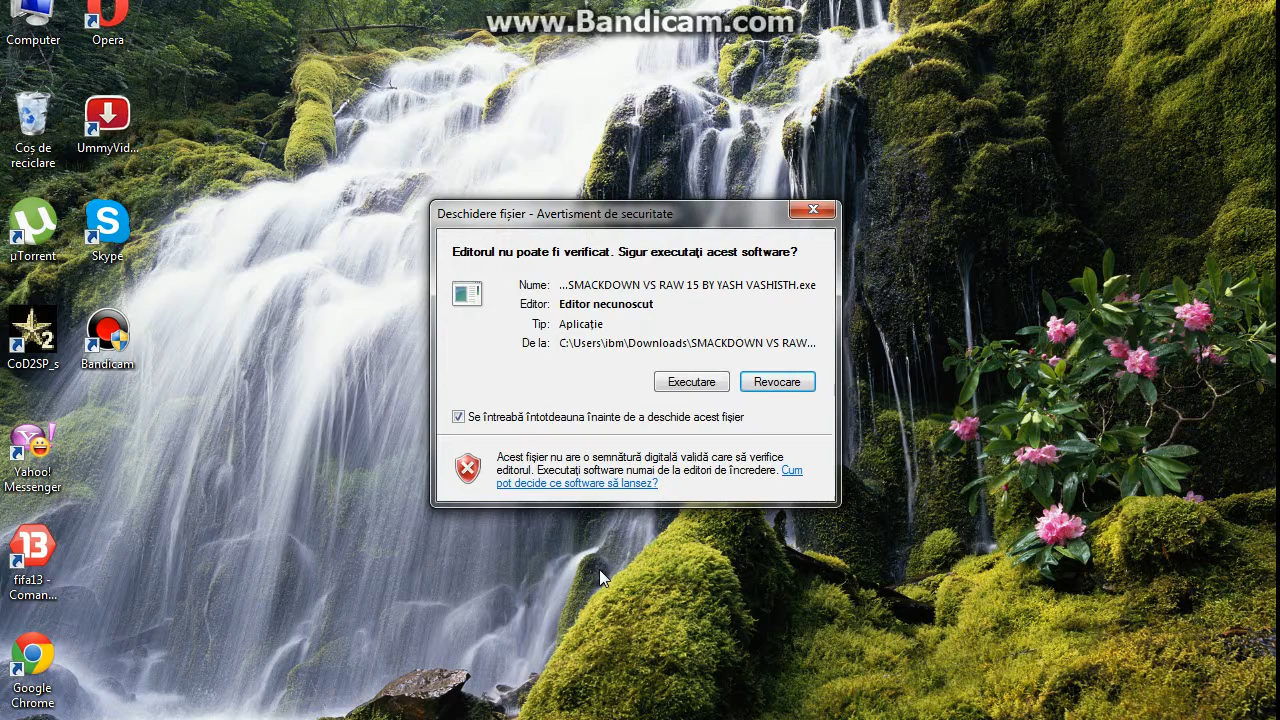 www.Bandicam.com
Computer
Opera
Coș de
reciclare
UmmyVid...
µTorrent
Skype
CoD2SP_s
Bandicam
Yahoo!
Messenger
13
fifa13 -
Coman...
Google
Chrome
Deschidere fișier - Avertisment de securitate
Editorul nu poate fi verificat. Sigur executați acest software?
Nume: ...SMACKDOWN VS RAW 15 BY YASH VASHISTH.exe
Editor: Editor necunoscut
Tip: Aplicație
De la: C:\Users\ibm\Downloads\SMACKDOWN VS RAW...
Executare
Revocare
Se întreabă întotdeauna înainte de a deschide acest fișier
Acest fișier nu are o semnătură digitală validă care să verifice
editorul. Executați software numai de la editori de încredere. Cum
pot decide ce software să lansez?